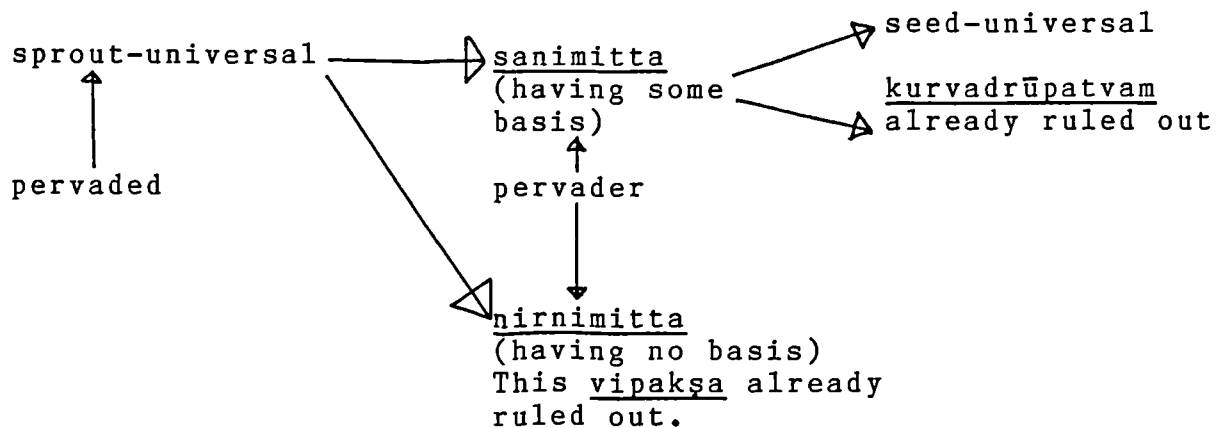 sprout-universal
pervaded
sanimitta
(having some
basis)
pervader
nirnimitta
(having no basis)
This vipakṣa already
ruled out.
seed-universal
kurvadrūpatvam
already ruled out